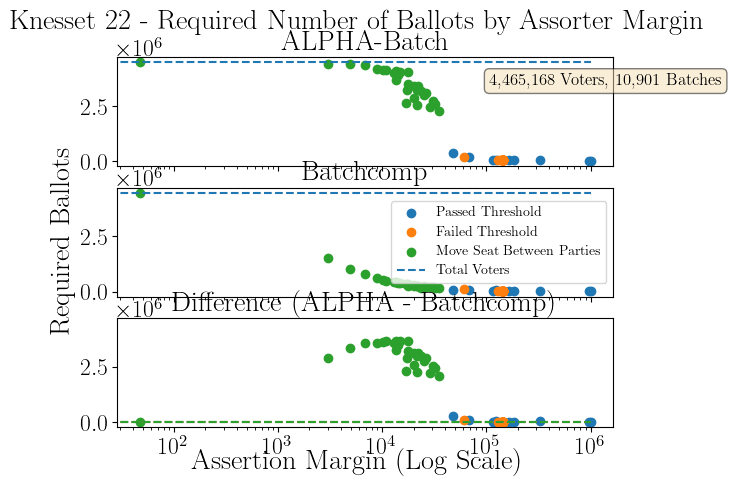 Knesset 22 - Required Number of Ballots by Assorter Margin
ALPHA-Batch
×10^6
4,465,168 Voters, 10,901 Batches
2.5
0.0
Batchcomp
×10^6
Passed Threshold
Failed Threshold
Move Seat Between Parties
Total Voters
2.5
0.0
Required Ballots
Difference (ALPHA - Batchcomp)
×10^6
2.5
0.0
10^2 10^3 10^4 10^5 10^6
Assertion Margin (Log Scale)